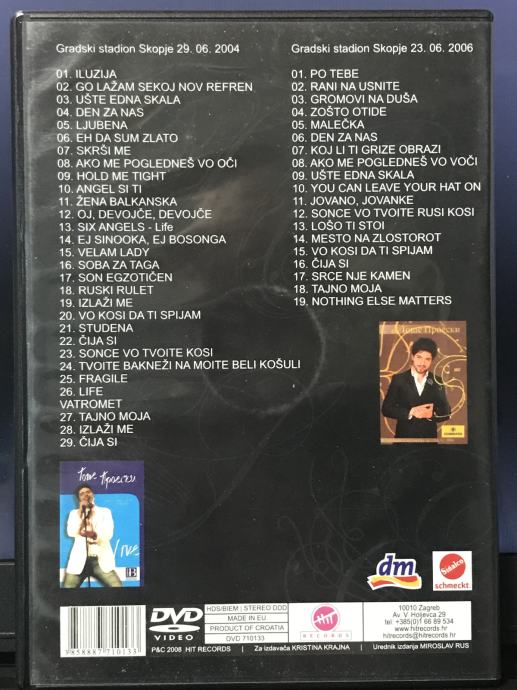 Gradski stadion Skopje 29. 06. 2004
01. ILUZIJA
02. GO LAŽAM SEKOJ NOV REFREN
03. UŠTE EDNA SKALA
04. DEN ZA NAS
05. LJUBENA
06. EH DA SUM ZLATO
07. SKRŠI ME
08. AKO ME POGLEDNEŠ VO OČI
09. HOLD ME TIGHT
10. ANGEL SI TI
11. ŽENA BALKANSKA
12. OJ, DEVOJČE, DEVOJČE
13. SIX ANGELS - Life
14. EJ SINOOKA, EJ BOSONGA
15. VELAM LADY
16. SOBA ZA TAGA
17. SON EGZOTIČEN
18. RUSKI RULET
19. IZLAŽI ME
20. VO KOSI DA TI SPIJAM
21. STUDENA
22. ČIJA SI
23. SONCE VO TVOITE KOSI
24. TVOITE BAKNEŽI NA MOITE BELI KOŠULI
25. FRAGILE
26. LIFE
VATROMET
27. TAJNO MOJA
28. IZLAŽI ME
29. ČIJA SI
Gradski stadion Skopje 23. 06. 2006
01. PO TEBE
02. RANI NA USNITE
03. GROMOVI NA DUŠA
04. ZOŠTO OTIDE
05. MALEČKA
06. DEN ZA NAS
07. KOJ LI TI GRIZE OBRAZI
08. AKO ME POGLEDNEŠ VO VOČI
09. UŠTE EDNA SKALA
10. YOU CAN LEAVE YOUR HAT ON
11. JOVANO, JOVANKE
12. SONCE VO TVOITE RUSI KOSI
13. LOŠO TI STOI
14. MESTO NA ZLOSTOROT
15. VO KOSI DA TI SPIJAM
16. ČIJA SI
17. SRCE NJE KAMEN
18. TAJNO MOJA
19. NOTHING ELSE MATTERS
Тоше Проески
Тоше Проески
Live
dm
Sinalco
schmeckt.
3858887710133
DVD
VIDEO
HDS/BIEM | STEREO DDD
MADE IN EU
PRODUCT OF CROATIA
DVD 710133
HIT
RECORDS
10010 Zagreb
Av. V. Holjevca 29
tel: +385(0)1 66 89 534
www.hitrecords.hr
hitrecords@hitrecords.hr
P&C 2008 HIT RECORDS | Za izdavača KRISTINA KRAJNA | Urednik izdanja MIROSLAV RUS